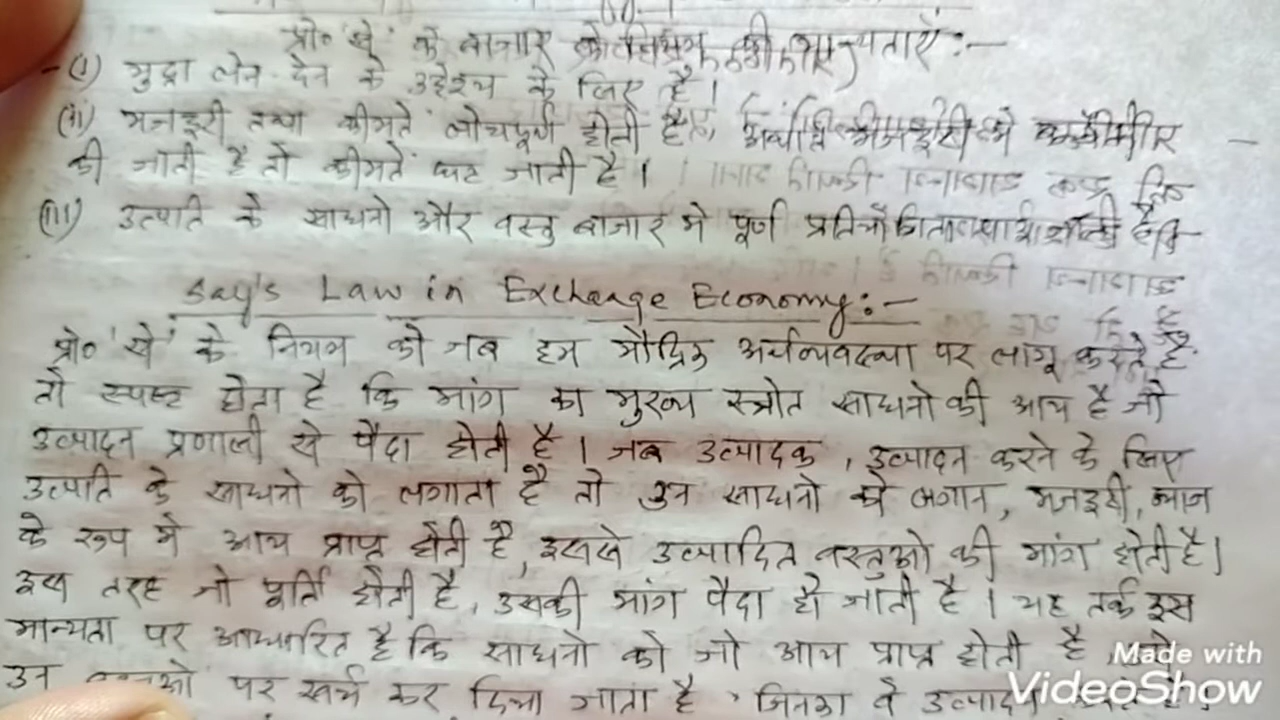 प्रो० 'से' के बाजार की मान्यताएँ:—
(i) मुद्रा लेन-देन के उद्देश्य के लिए है।
(ii) मजदूरी तथा कीमतें लोचपूर्ण होती हैं,
की जाती है तो कीमतें घट जाती है।
(iii) उत्पति के साधनो और वस्तु बाजार मे पूर्ण
Say's Law in Exchange Economy:—
प्रो० 'से' के नियम को जब हम मौद्रिक अर्थव्यवस्था पर लागू करते हैं
तो स्पष्ट होता है कि मांग का मुख्य स्त्रोत साधनो की आय है जो
उत्पादन प्रणाली से पैदा होती है। जब उत्पादक, उत्पादन करने के लिए
उत्पति के साधनो को लगाता है तो उन साधनो को लगान, मजदूरी, ब्याज
के रूप मे आय प्राप्त होती है, इससे उत्पादित वस्तुओ की मांग होती है।
इस तरह जो पूर्ति होती है, उसकी मांग पैदा हो जाती है। यह तर्क इस
मान्यता पर आधारित है कि साधनो को जो आय प्राप्त होती है
उन पर खर्च कर दिया जाता है जिनका वे
Made with
VideoShow